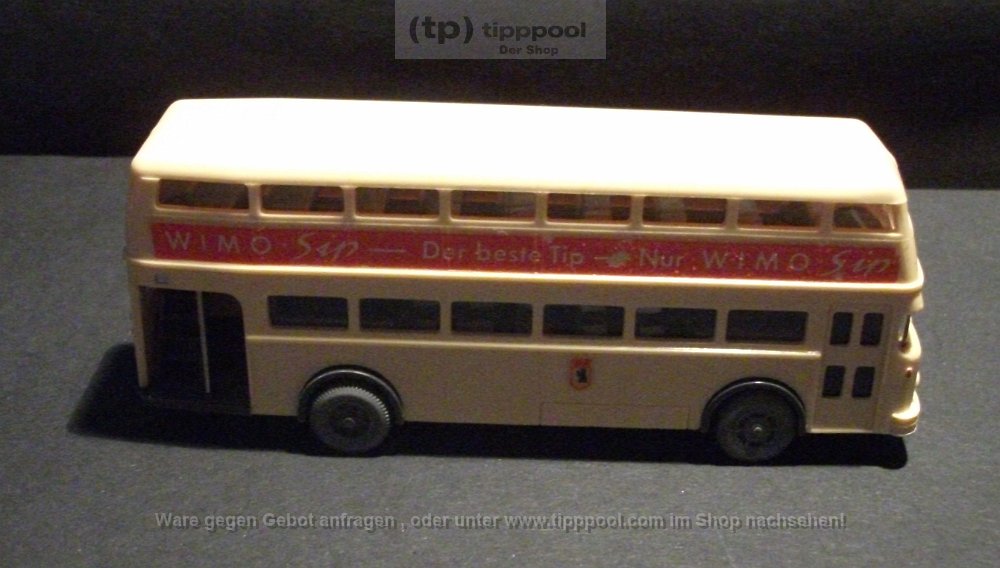 (tp) tipppool
Der Shop
WIMO Sip — Der beste Tip — Nur WIMO Sip
Ware gegen Gebot anfragen , oder unter www.tipppool.com im Shop nachsehen!